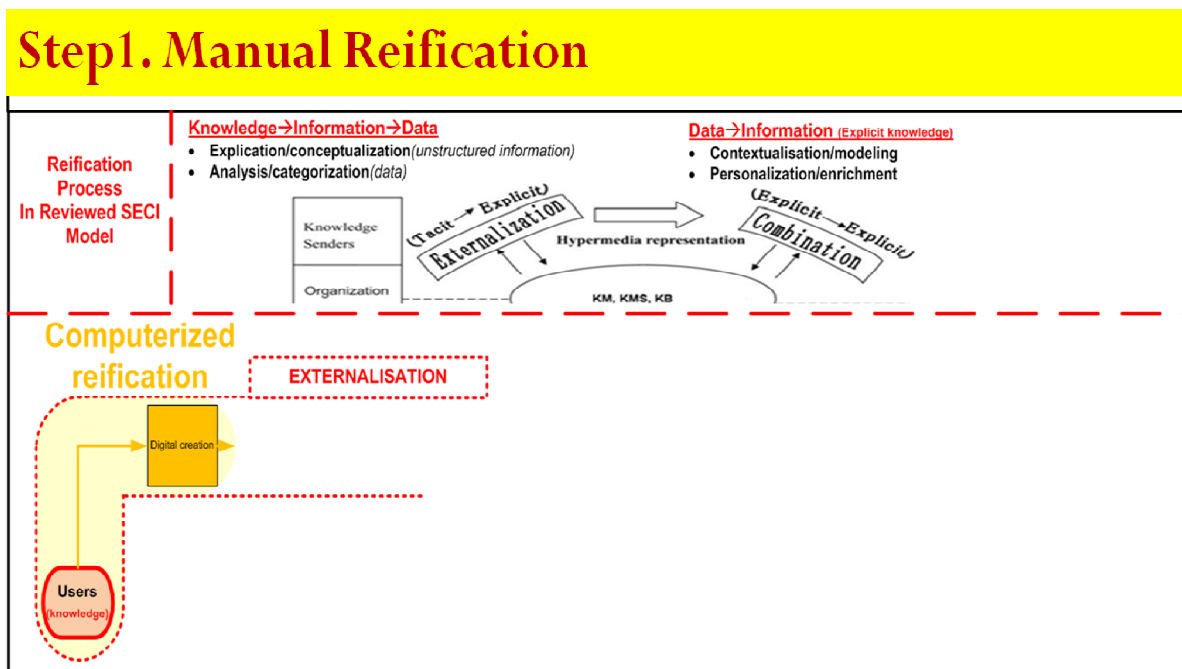 Step1. Manual Reification
Reification
Process
In Reviewed SECI
Model
Knowledge→Information→Data
• Explication/conceptualization(unstructured information)
• Analysis/categorization(data)
Data→Information (Explicit knowledge)
• Contextualisation/modeling
• Personalization/enrichment
Knowledge
Senders
Organization
(Tacit → Explicit)
Externalization
Hypermedia representation
(Explicit→Explicit)
Combination
KM, KMS, KB
Computerized
reification
EXTERNALISATION
Digital creation
Users
(knowledge)